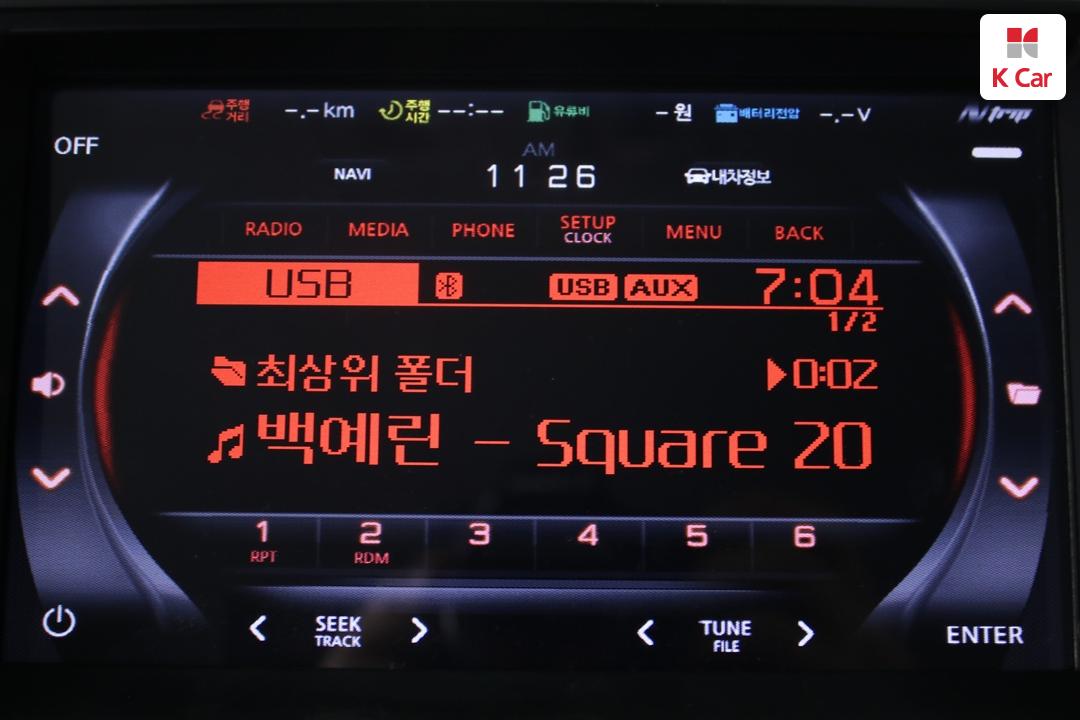 K Car
주행거리 -.-km 주행시간 --:-- 유류비 -원 배터리전압 -.-V
OFF
AM
NAVI 11 26 내차정보
RADIO MEDIA PHONE SETUP CLOCK MENU BACK
USB USB AUX 7:04
1/2
최상위 폴더 0:02
백예린 - Square 20
1 2 3 4 5 6
RPT RDM
SEEK TUNE
TRACK FILE
ENTER